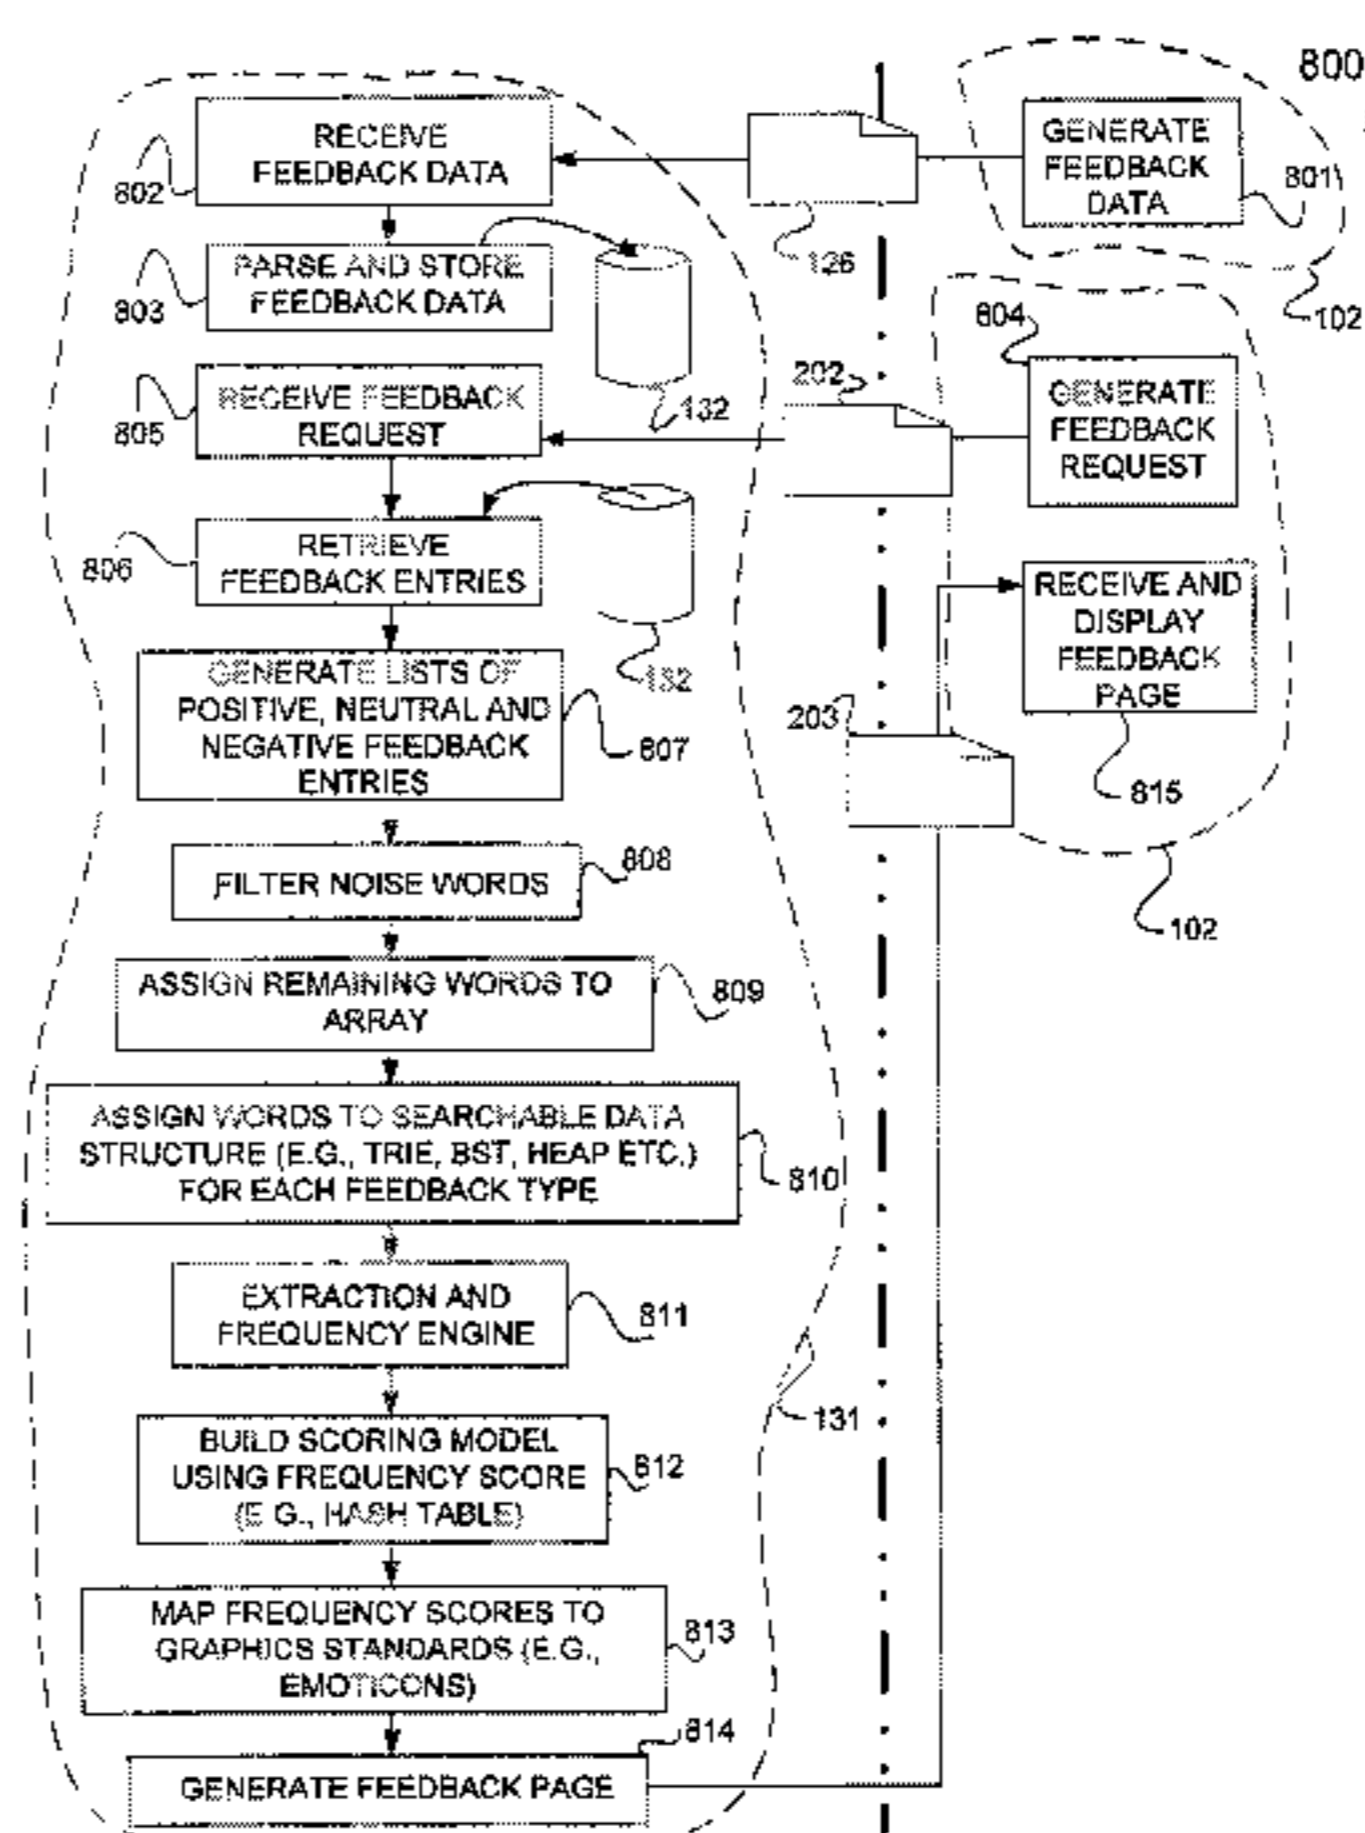 800
RECEIVE
FEEDBACK DATA
802
126
GENERATE
FEEDBACK
DATA
801
102
PARSE AND STORE
FEEDBACK DATA
803
132
804
GENERATE
FEEDBACK
REQUEST
202
RECEIVE FEEDBACK
REQUEST
805
RETRIEVE
FEEDBACK ENTRIES
806
132
RECEIVE AND
DISPLAY
FEEDBACK
PAGE
815
203
102
GENERATE LISTS OF
POSITIVE, NEUTRAL AND
NEGATIVE FEEDBACK
ENTRIES
807
FILTER NOISE WORDS
808
ASSIGN REMAINING WORDS TO
ARRAY
809
ASSIGN WORDS TO SEARCHABLE DATA
STRUCTURE (E.G., TRIE, BST, HEAP ETC.)
FOR EACH FEEDBACK TYPE
810
EXTRACTION AND
FREQUENCY ENGINE
811
131
BUILD SCORING MODEL
USING FREQUENCY SCORE
(E.G., HASH TABLE)
812
MAP FREQUENCY SCORES TO
GRAPHICS STANDARDS (E.G.,
EMOTICONS)
813
814
GENERATE FEEDBACK PAGE